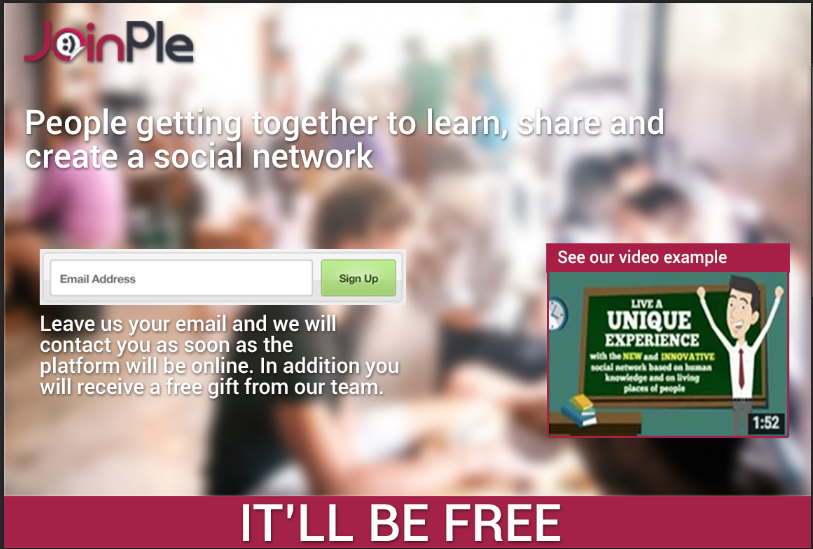 JoinPle
People getting together to learn, share and
create a social network
Email Address
Sign Up
Leave us your email and we will
contact you as soon as the
platform will be online. In addition you
will receive a free gift from our team.
See our video example
LIVE A
UNIQUE
EXPERIENCE
with the NEW and INNOVATIVE
social network based on human
knowledge and on living
places of people
1:52
IT'LL BE FREE